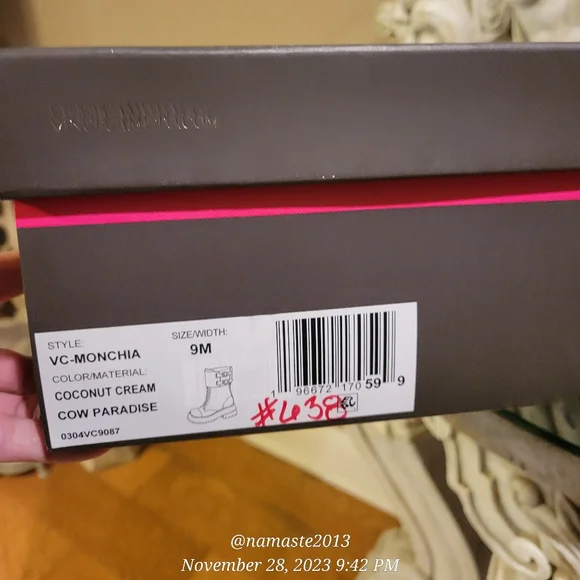 STYLE:
VC-MONCHIA
SIZE/WIDTH:
9M
COLOR/MATERIAL:
COCONUT CREAM
COW PARADISE
0304VC9087
1 96672 17059 9
#638
@namaste2013
November 28, 2023 9:42 PM